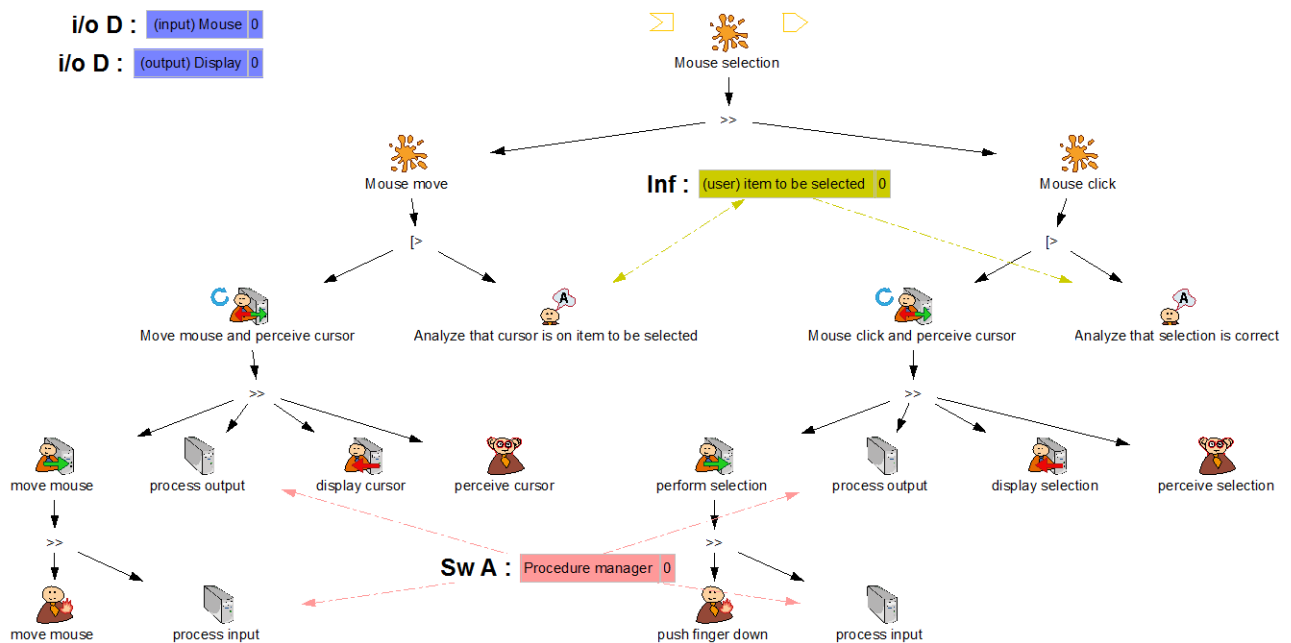 i/o D : (input) Mouse 0
i/o D : (output) Display 0
Mouse selection
>>
Mouse move
Inf : (user) item to be selected 0
Mouse click
[>
[>
A
A
Move mouse and perceive cursor
Analyze that cursor is on item to be selected
Mouse click and perceive cursor
Analyze that selection is correct
>>
>>
move mouse
process output
display cursor
perceive cursor
perform selection
process output
display selection
perceive selection
>>
>>
Sw A : Procedure manager 0
move mouse
process input
push finger down
process input